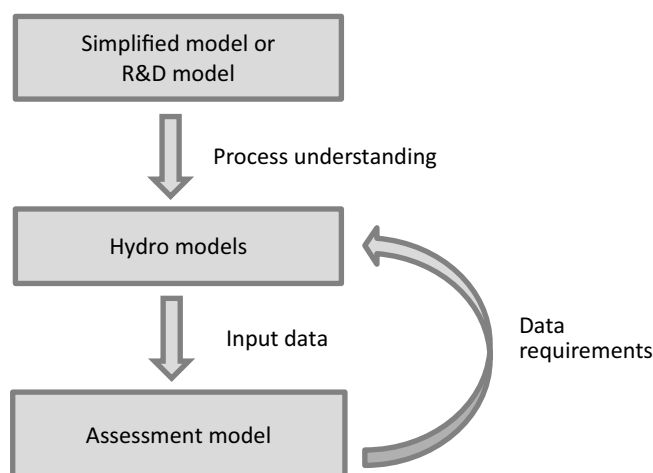 Simplified model or
R&D model
Process understanding
Hydro models
Input data
Data
requirements
Assessment model